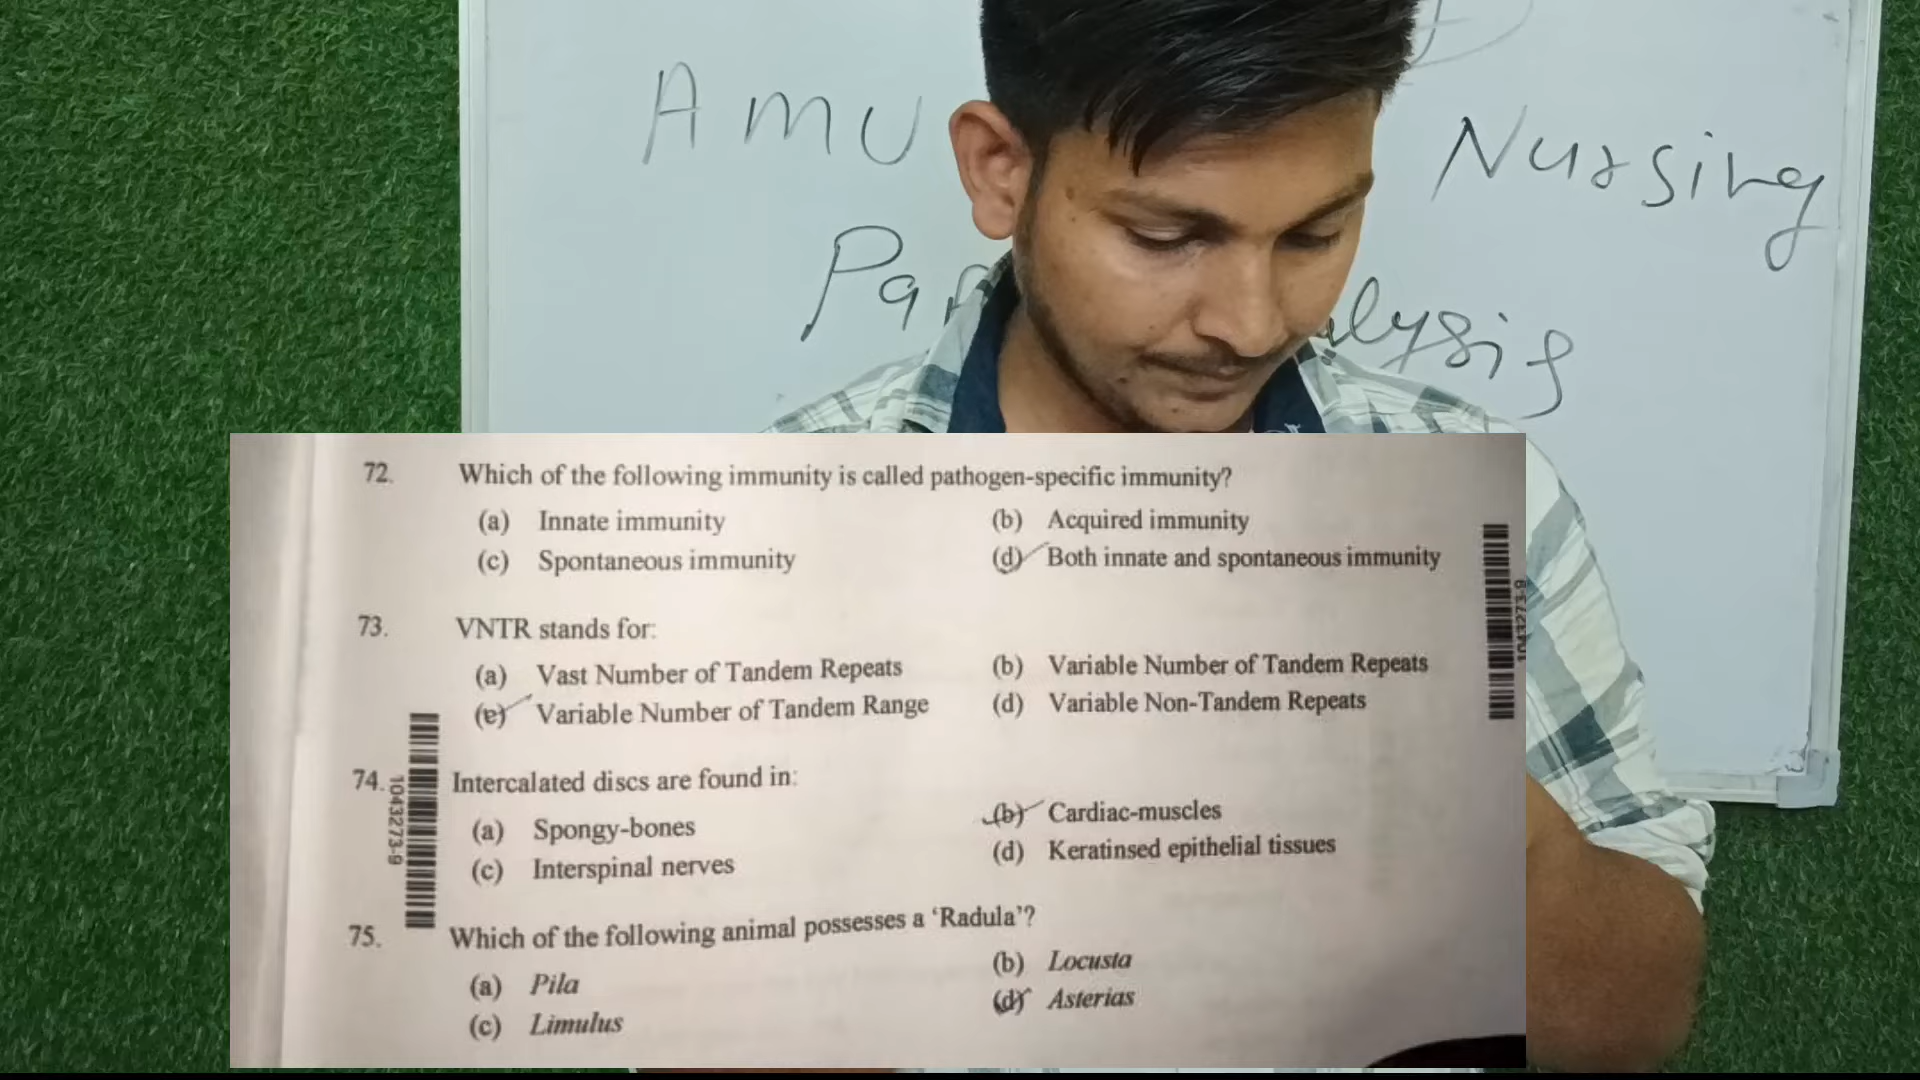 AMU
Nursing
lysis
72. Which of the following immunity is called pathogen-specific immunity?
(a) Innate immunity
(b) Acquired immunity
(c) Spontaneous immunity
(d) Both innate and spontaneous immunity
73. VNTR stands for:
(a) Vast Number of Tandem Repeats
(b) Variable Number of Tandem Repeats
(c) Variable Number of Tandem Range
(d) Variable Non-Tandem Repeats
74. Intercalated discs are found in:
(a) Spongy-bones
(b) Cardiac-muscles
(c) Interspinal nerves
(d) Keratinsed epithelial tissues
75. Which of the following animal possesses a ‘Radula’?
(a) Pila
(b) Locusta
(c) Limulus
(d) Asterias
1043273-9
1043273-9